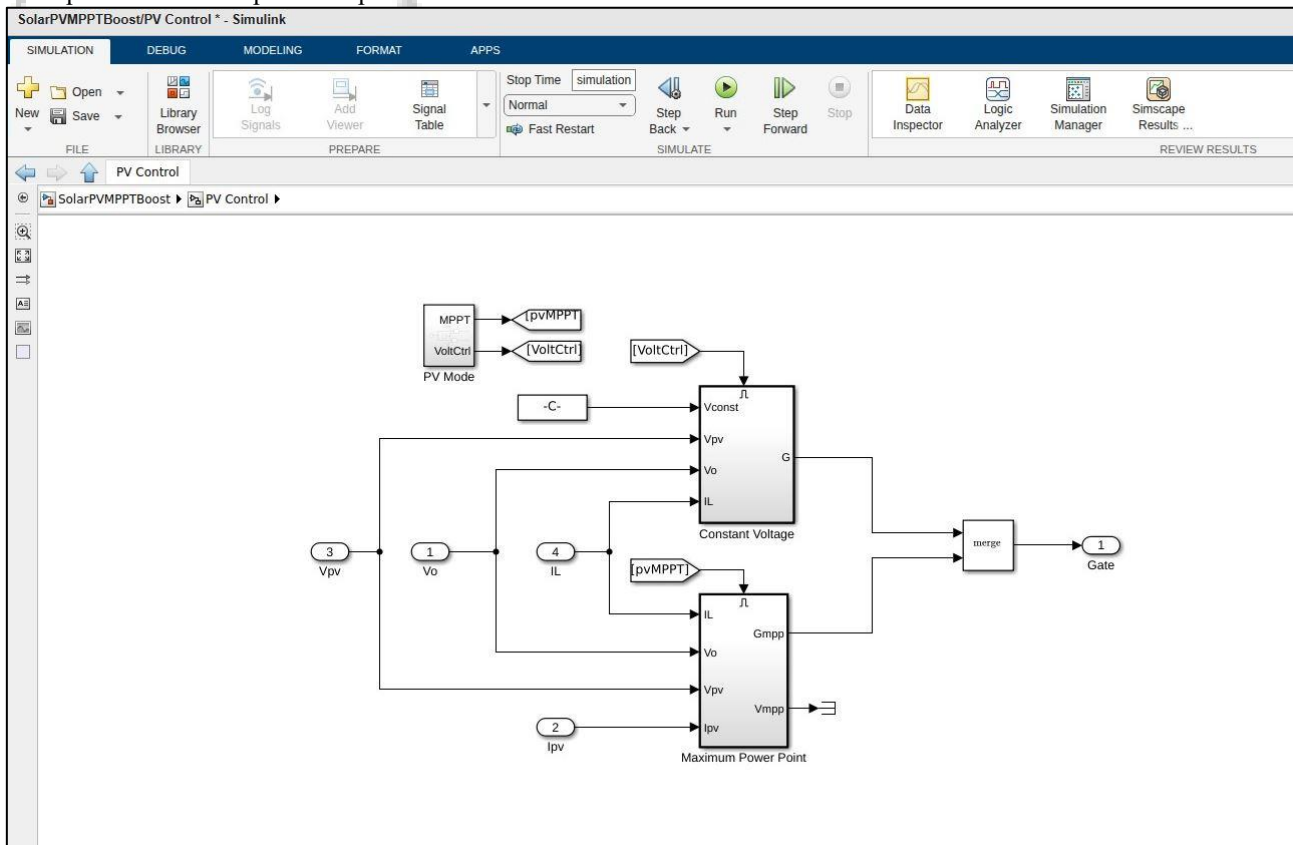 SolarPVMPPTBoost/PV Control * - Simulink
SIMULATION DEBUG MODELING FORMAT APPS
New
Open
Save
FILE
Library
Browser
LIBRARY
Log
Signals
Add
Viewer
Signal
Table
PREPARE
Stop Time simulation
Normal
Fast Restart
Step
Back
Run
Step
Forward
Stop
SIMULATE
Data
Inspector
Logic
Analyzer
Simulation
Manager
Simscape
Results ...
REVIEW RESULTS
PV Control
SolarPVMPPTBoost PV Control
MPPT
[pvMPPT
VoltCtrl
[VoltCtrl]
PV Mode
[VoltCtrl]
-C-
Vconst
Vpv
Vo
IL
G
Constant Voltage
3
Vpv
1
Vo
4
IL
[pvMPPT]
IL
Vo
Vpv
Ipv
Gmpp
Vmpp
Maximum Power Point
2
Ipv
merge
1
Gate